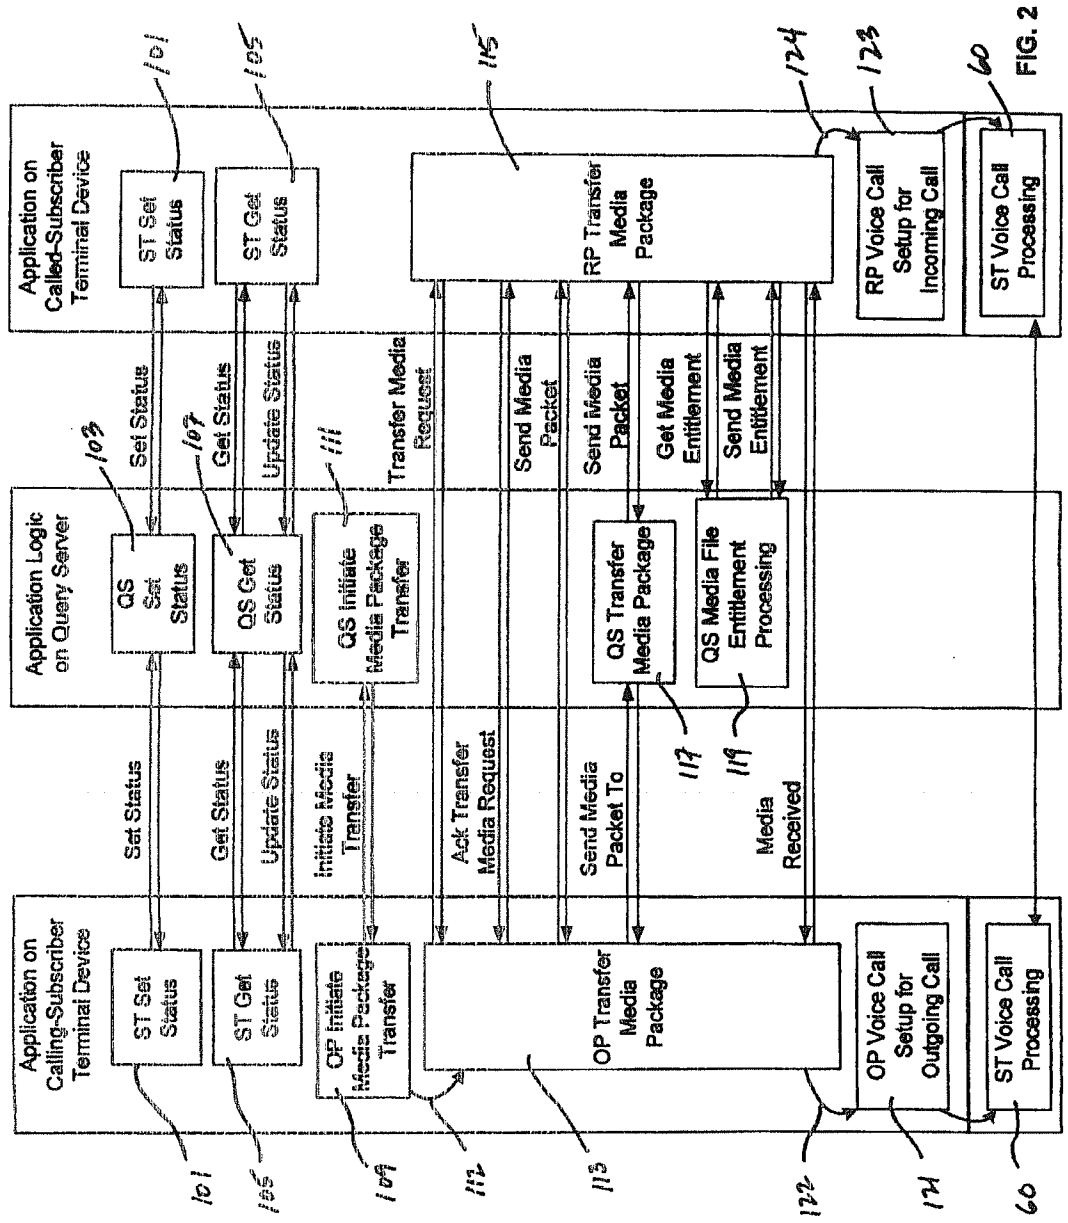 Application on
Calling-Subscriber
Terminal Device
ST Set
Status
ST Get
Status
OP Initiate
Media Package
Transfer
OP Transfer
Media
Package
OP Voice Call
Setup for
Outgoing Call
ST Voice Call
Processing
101
105
109
112
113
122
121
60
Set Status
Get Status
Update Status
Initiate Media
Transfer
Ack Transfer
Media Request
Send Media
Packet To
Media
Received
Application Logic
on Query Server
QS
Set
Status
QS Get
Status
QS Initiate
Media Package
Transfer
QS Transfer
Media Package
QS Media File
Entitlement
Processing
103
107
111
117
119
Set Status
Get Status
Update Status
Transfer Media
Request
Send Media
Packet
Send Media
Packet
Get Media
Entitlement
Send Media
Entitlement
Application on
Called-Subscriber
Terminal Device
ST Set
Status
ST Get
Status
RP Transfer
Media
Package
RP Voice Call
Setup for
Incoming Call
ST Voice Call
Processing
101
105
115
124
123
60
FIG. 2